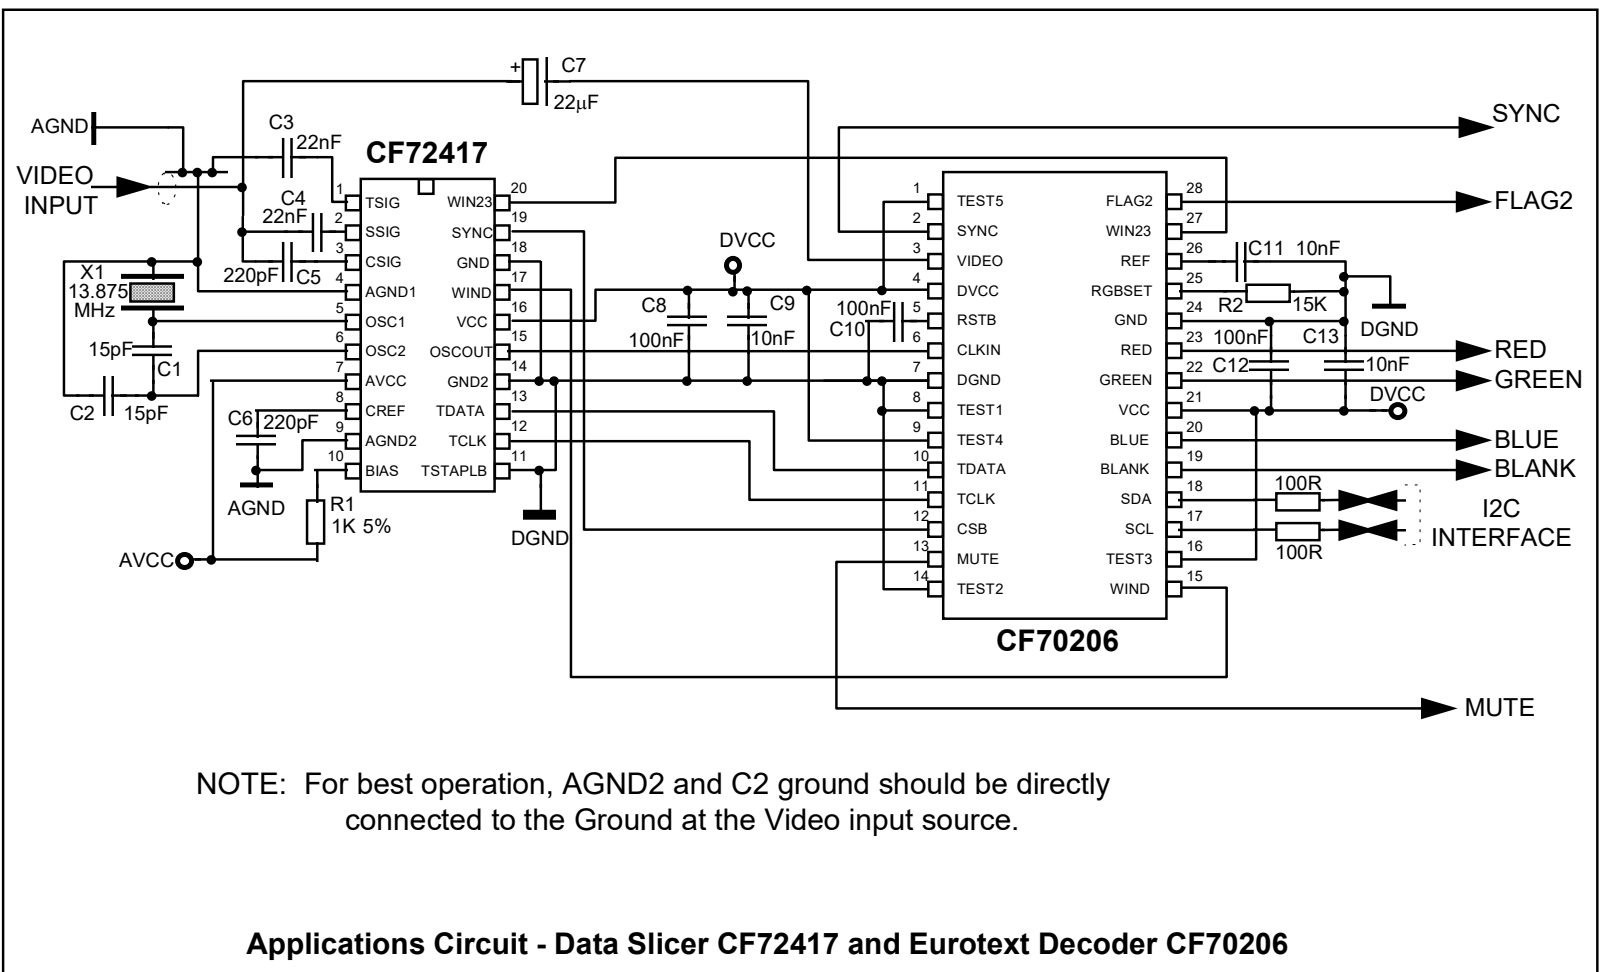 AGND
VIDEO
INPUT
C3
22nF
C4
22nF
220pF C5
X1
13.875
MHz
15pF
C1
C2 15pF
C6 220pF
AGND
R1
1K 5%
AVCC
+ C7
22µF
CF72417
1 TSIG
2 SSIG
3 CSIG
4 AGND1
5 OSC1
6 OSC2
7 AVCC
8 CREF
9 AGND2
10 BIAS
20 WIN23
19 SYNC
18 GND
17 WIND
16 VCC
15 OSCOUT
14 GND2
13 TDATA
12 TCLK
11 TSTAPLB
DGND
DVCC
C8
100nF
C9
10nF
100nF
C10
1 TEST5
2 SYNC
3 VIDEO
4 DVCC
5 RSTB
6 CLKIN
7 DGND
8 TEST1
9 TEST4
10 TDATA
11 TCLK
12 CSB
13 MUTE
14 TEST2
28 FLAG2
27 WIN23
26 REF
25 RGBSET
24 GND
23 RED
22 GREEN
21 VCC
20 BLUE
19 BLANK
18 SDA
17 SCL
16 TEST3
15 WIND
CF70206
C11 10nF
R2 15K
DGND
100nF
C12
C13
10nF
DVCC
100R
100R
SYNC
FLAG2
RED
GREEN
BLUE
BLANK
I2C
INTERFACE
MUTE
NOTE: For best operation, AGND2 and C2 ground should be directly
connected to the Ground at the Video input source.
Applications Circuit - Data Slicer CF72417 and Eurotext Decoder CF70206